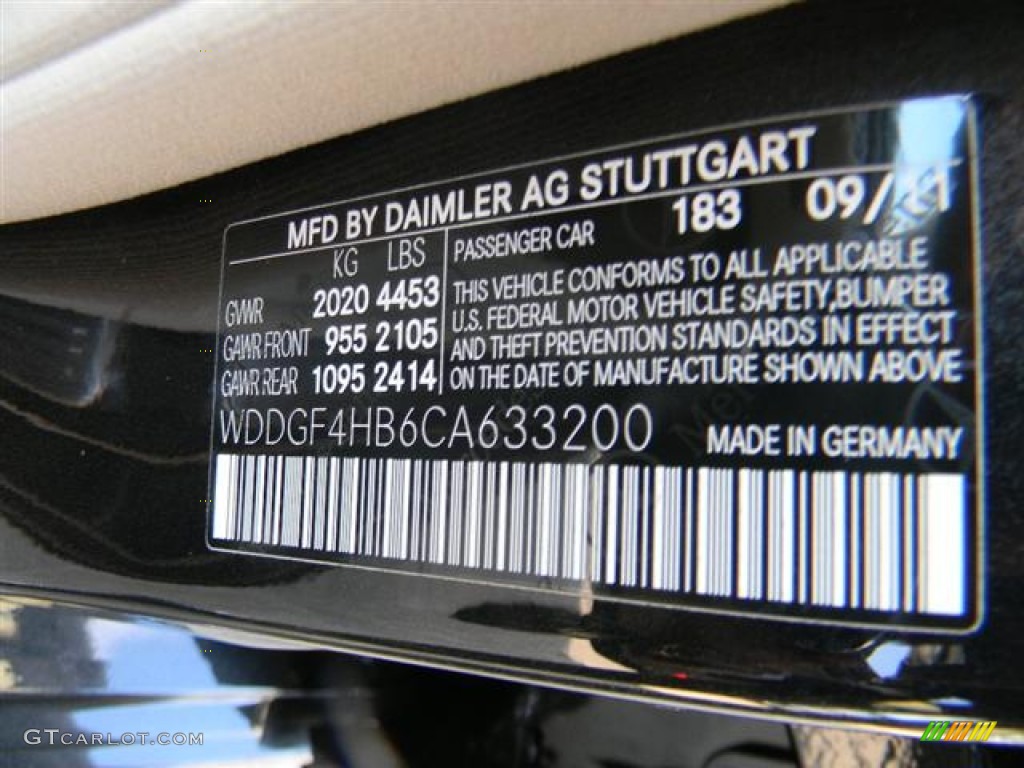 MFD BY DAIMLER AG STUTTGART
KG LBS
GVWR 2020 4453
GAWR FRONT 955 2105
GAWR REAR 1095 2414
PASSENGER CAR 183 09/11
THIS VEHICLE CONFORMS TO ALL APPLICABLE
U.S. FEDERAL MOTOR VEHICLE SAFETY,BUMPER
AND THEFT PREVENTION STANDARDS IN EFFECT
ON THE DATE OF MANUFACTURE SHOWN ABOVE
WDDGF4HB6CA633200
MADE IN GERMANY
GTCARLOT.COM